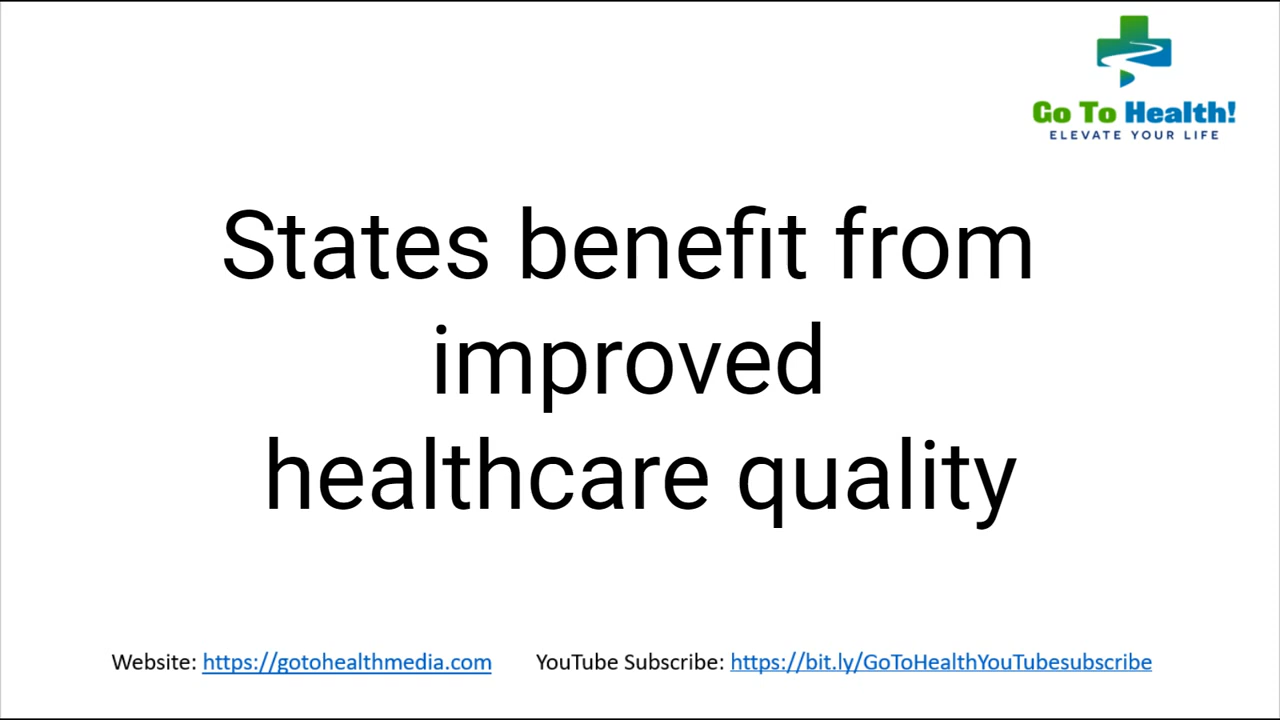 Go To Health!
ELEVATE YOUR LIFE
States benefit from
improved
healthcare quality
Website: https://gotohealthmedia.com YouTube Subscribe: https://bit.ly/GoToHealthYouTubesubscribe